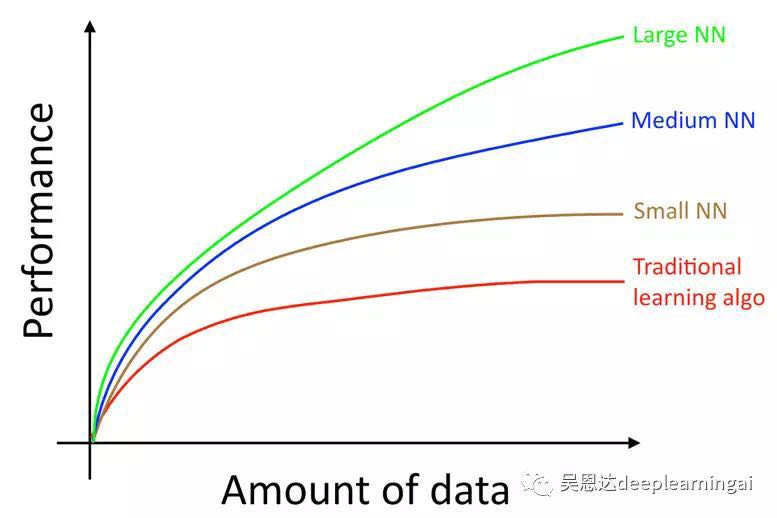 Large NN
Medium NN
Small NN
Traditional
learning algo
Performance
Amount of data
吴恩达deeplearningai